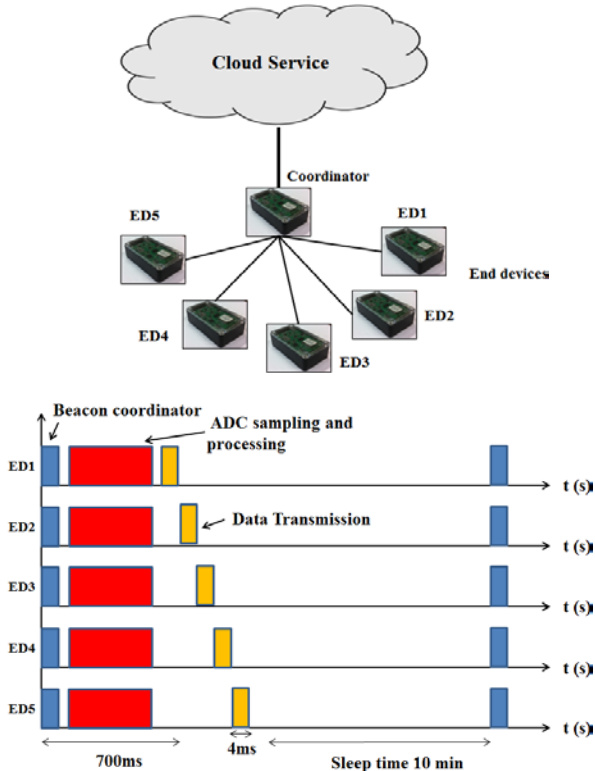 Cloud Service
Coordinator
ED5
ED1
End devices
ED4
ED2
ED3
Beacon coordinator
ADC sampling and
processing
ED1
t (s)
ED2
Data Transmission
t (s)
ED3
t (s)
ED4
t (s)
ED5
t (s)
700ms
4ms
Sleep time 10 min